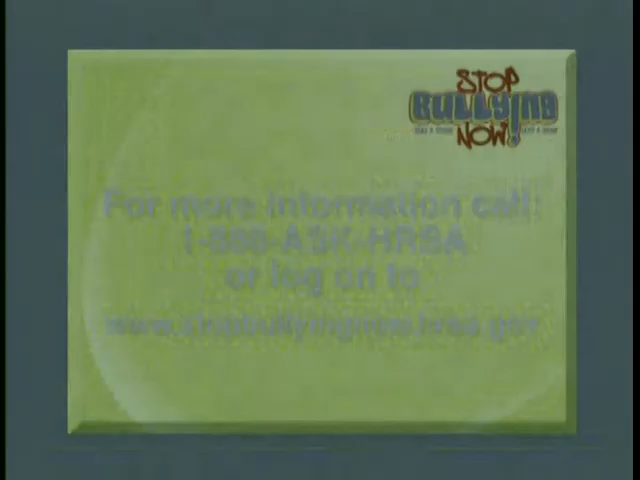 STOP
BULLYING
NOW!
For more information call:
1-888-ASK-HRSA
or log on to
www.stopbullyingnow.hrsa.gov